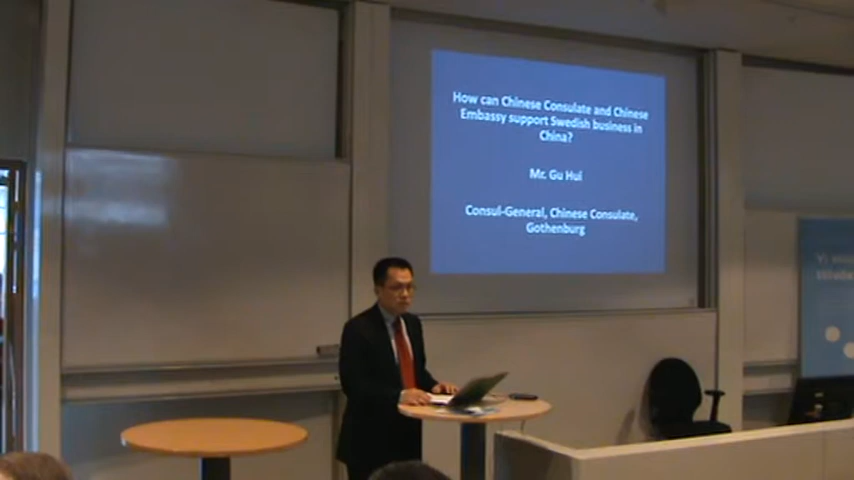 How can Chinese Consulate and Chinese
Embassy support Swedish business in
China?
Mr. Gu Hui
Consul-General, Chinese Consulate,
Gothenburg